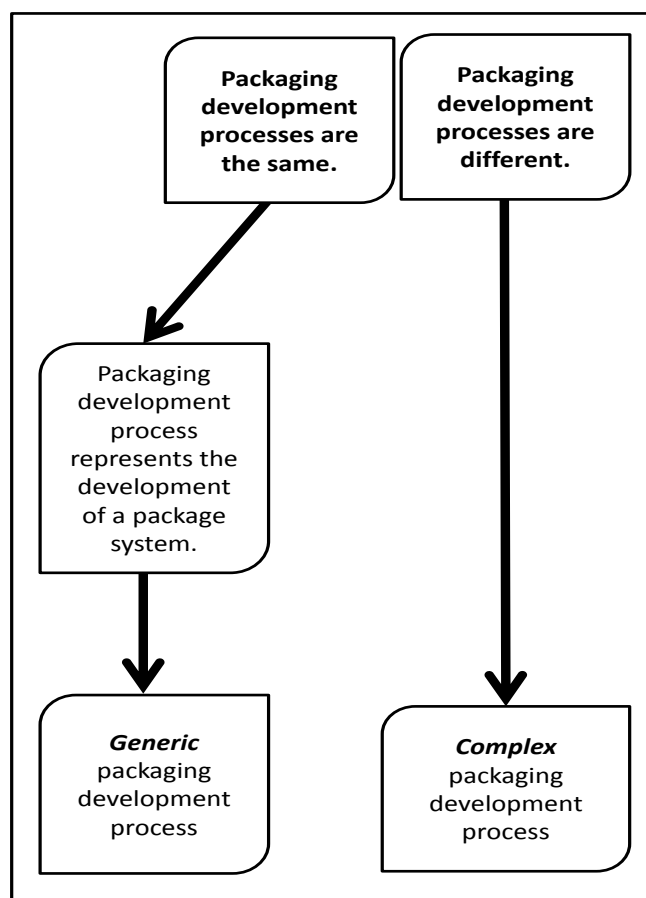 Packaging
development
processes are
the same.
Packaging
development
processes are
different.
Packaging
development
process
represents the
development
of a package
system.
Generic
packaging
development
process
Complex
packaging
development
process